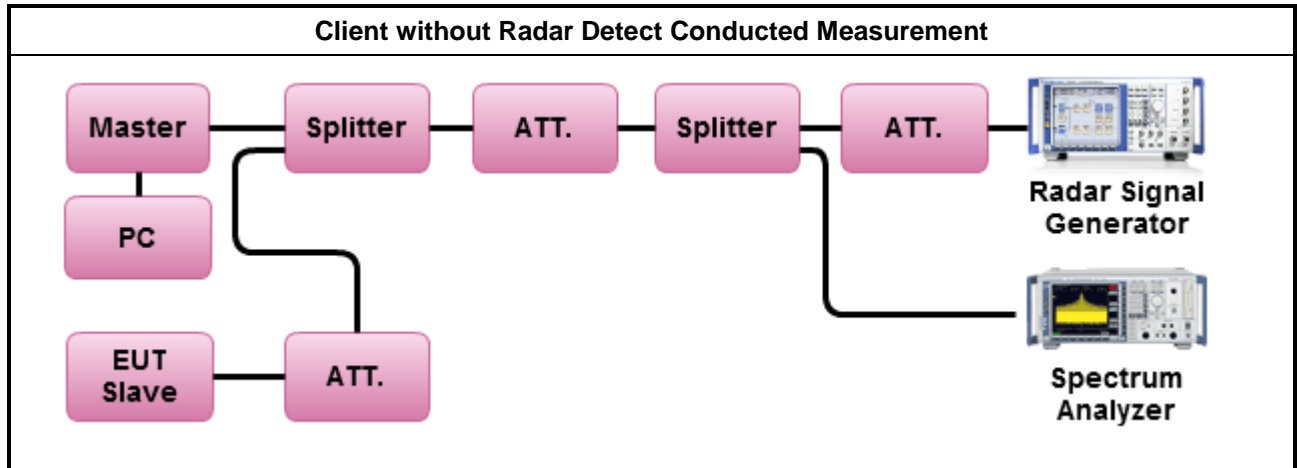 Client without Radar Detect Conducted Measurement
Master
Splitter
ATT.
Splitter
ATT.
Radar Signal
Generator
PC
EUT
Slave
ATT.
Spectrum
Analyzer